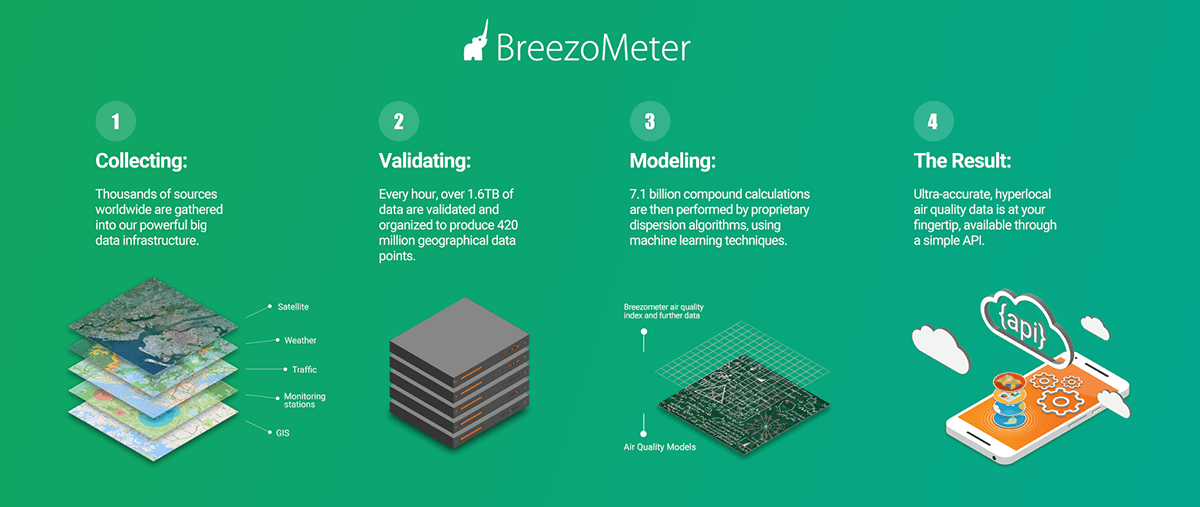 BreezoMeter
1
Collecting:
Thousands of sources
worldwide are gathered
into our powerful big
data infrastructure.
Satellite
Weather
Traffic
Monitoring
stations
GIS
2
Validating:
Every hour, over 1.6TB of
data are validated and
organized to produce 420
million geographical data
points.
3
Modeling:
7.1 billion compound calculations
are then performed by proprietary
dispersion algorithms, using
machine learning techniques.
Breezometer air quality
index and further data
Air Quality Models
4
The Result:
Ultra-accurate, hyperlocal
air quality data is at your
fingertip, available through
a simple API.
{api}